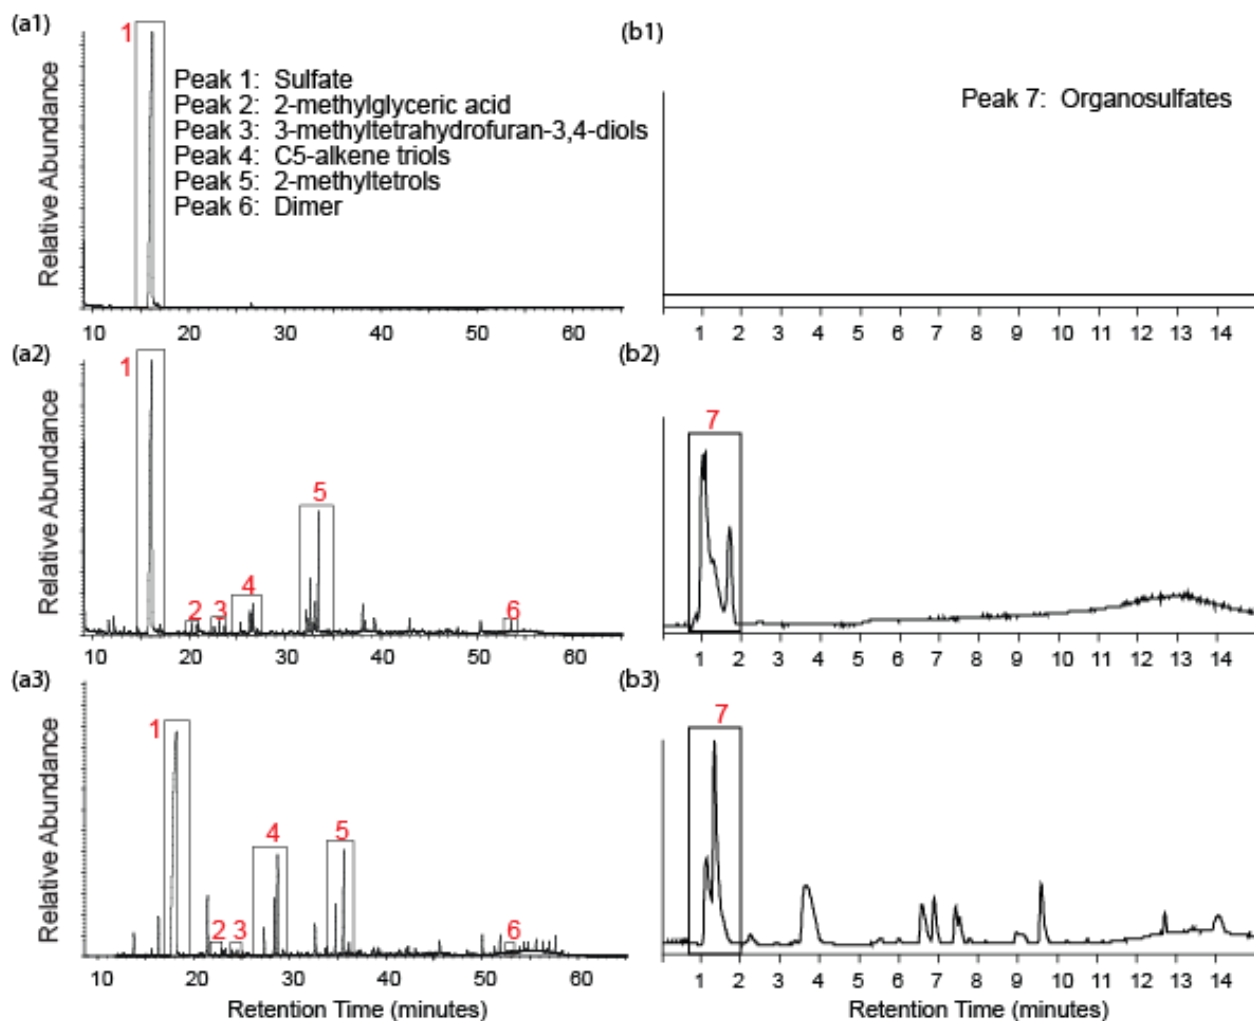 (a1)
(b1)
1
Relative Abundance
Peak 1: Sulfate
Peak 2: 2-methylglyceric acid
Peak 3: 3-methyltetrahydrofuran-3,4-diols
Peak 4: C5-alkene triols
Peak 5: 2-methyltetrols
Peak 6: Dimer
Peak 7: Organosulfates
10 20 30 40 50 60
1 2 3 4 5 6 7 8 9 10 11 12 13 14
(a2)
(b2)
1
Relative Abundance
2 3 4 5 6
7
10 20 30 40 50 60
1 2 3 4 5 6 7 8 9 10 11 12 13 14
(a3)
(b3)
1
Relative Abundance
2 3 4 5 6
7
10 20 30 40 50 60
1 2 3 4 5 6 7 8 9 10 11 12 13 14
Retention Time (minutes)
Retention Time (minutes)